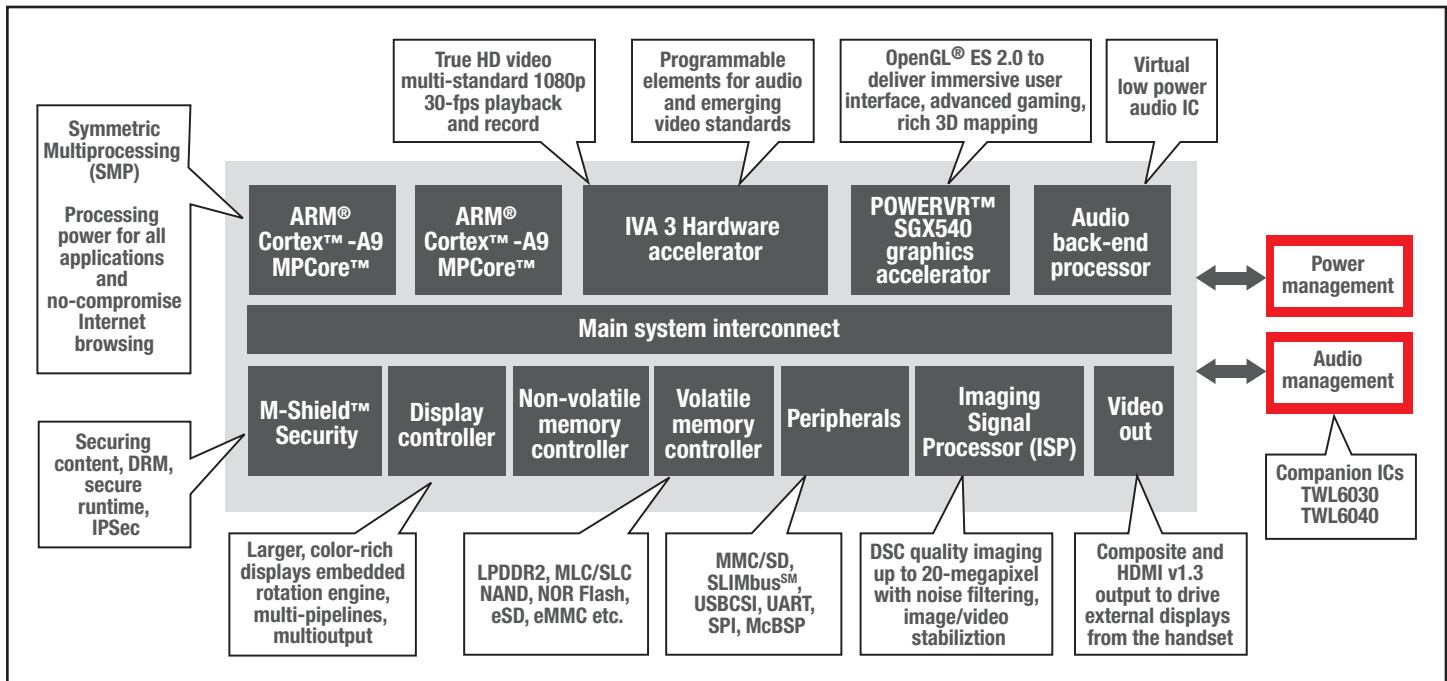 True HD video
multi-standard 1080p
30-fps playback
and record
Programmable
elements for audio
and emerging
video standards
OpenGL® ES 2.0 to
deliver immersive user
interface, advanced gaming,
rich 3D mapping
Virtual
low power
audio IC
Symmetric
Multiprocessing
(SMP)
Processing
power for all
applications
and
no-compromise
Internet
browsing
ARM®
Cortex™ -A9
MPCore™
ARM®
Cortex™ -A9
MPCore™
IVA 3 Hardware
accelerator
POWERVR™
SGX540
graphics
accelerator
Audio
back-end
processor
Power
management
Main system interconnect
Audio
management
M-Shield™
Security
Display
controller
Non-volatile
memory
controller
Volatile
memory
controller
Peripherals
Imaging
Signal
Processor (ISP)
Video
out
Securing
content, DRM,
secure
runtime,
IPSec
Companion ICs
TWL6030
TWL6040
Larger, color-rich
displays embedded
rotation engine,
multi-pipelines,
multioutput
LPDDR2, MLC/SLC
NAND, NOR Flash,
eSD, eMMC etc.
MMC/SD,
SLIMbus℠,
USBCSI, UART,
SPI, McBSP
DSC quality imaging
up to 20-megapixel
with noise filtering,
image/video
stabiliztion
Composite and
HDMI v1.3
output to drive
external displays
from the handset